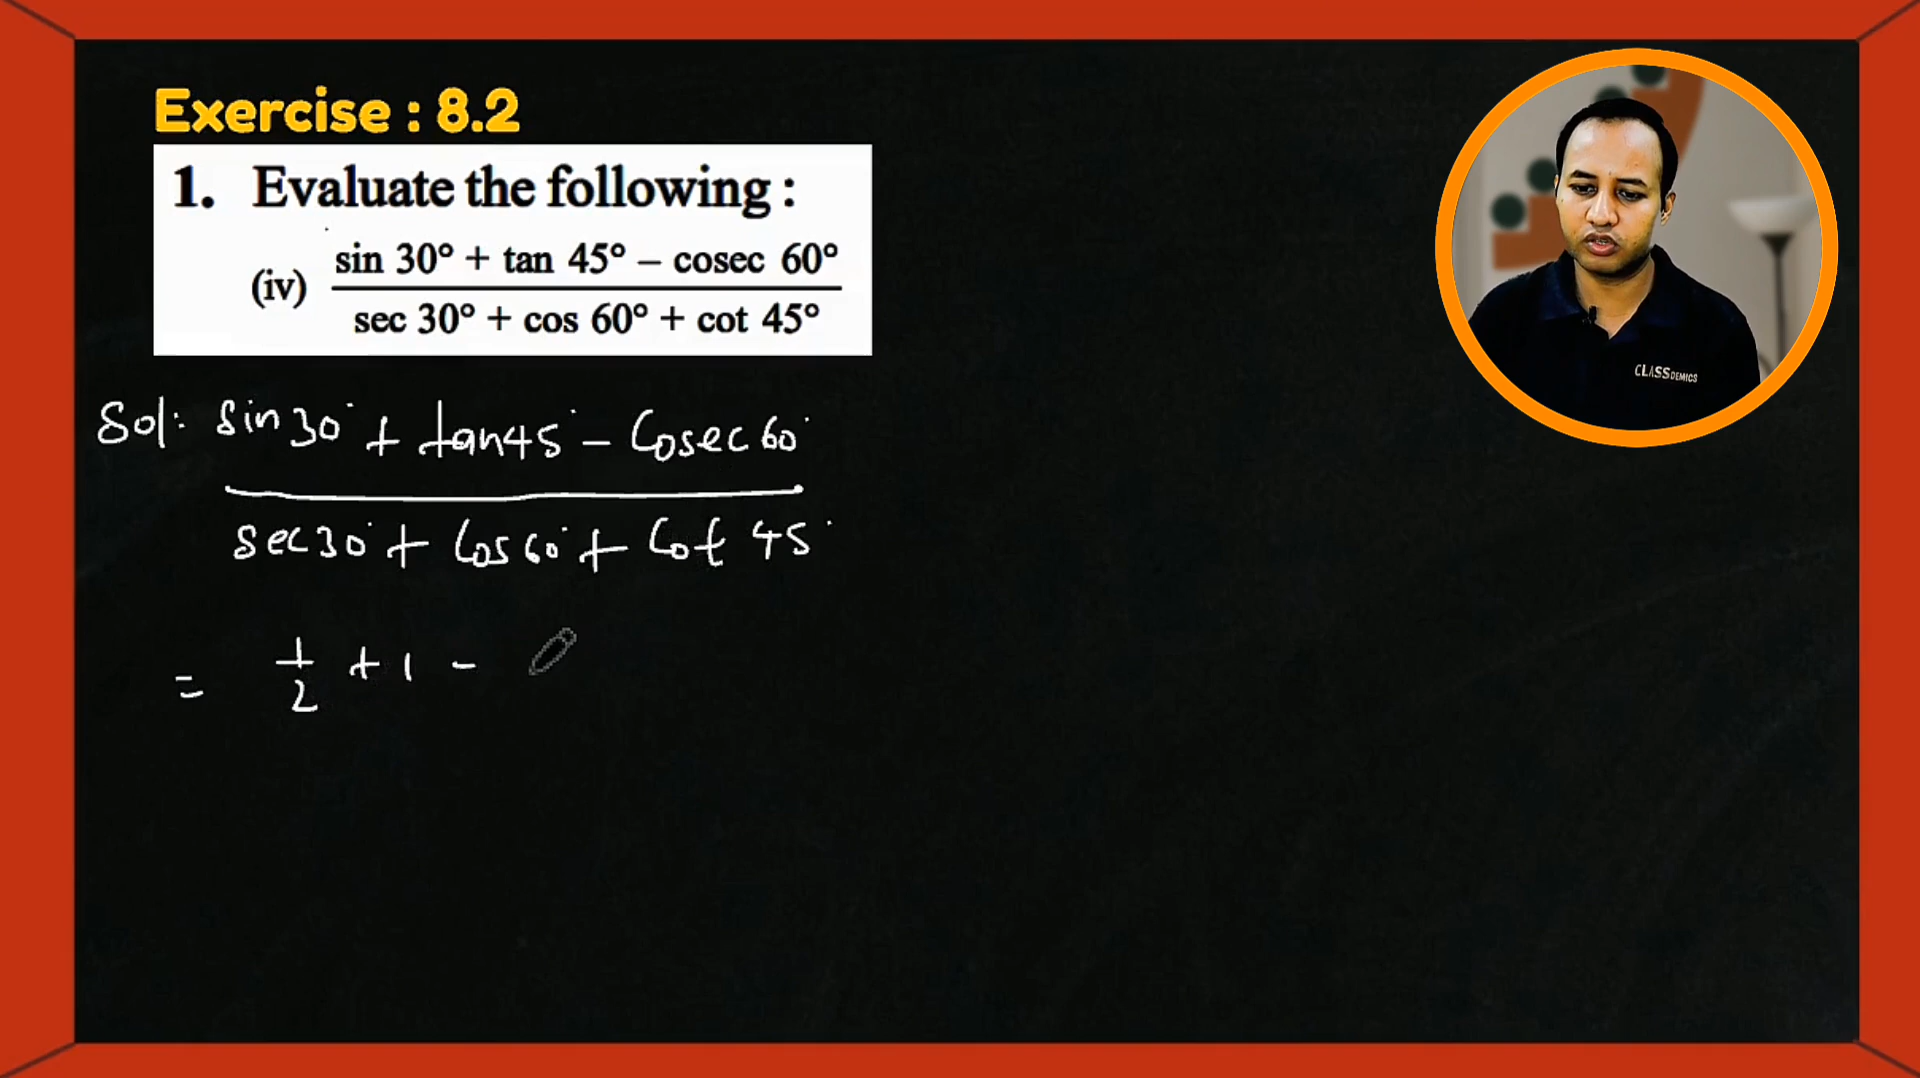 Exercise : 8.2
1. Evaluate the following :
(iv) sin 30° + tan 45° – cosec 60°
sec 30° + cos 60° + cot 45°
CLASSDEMICS
Sol: sin 30° + tan 45° – Cosec 60°
sec 30° + Cos 60° + Cot 45°
= 1/2 + 1 –